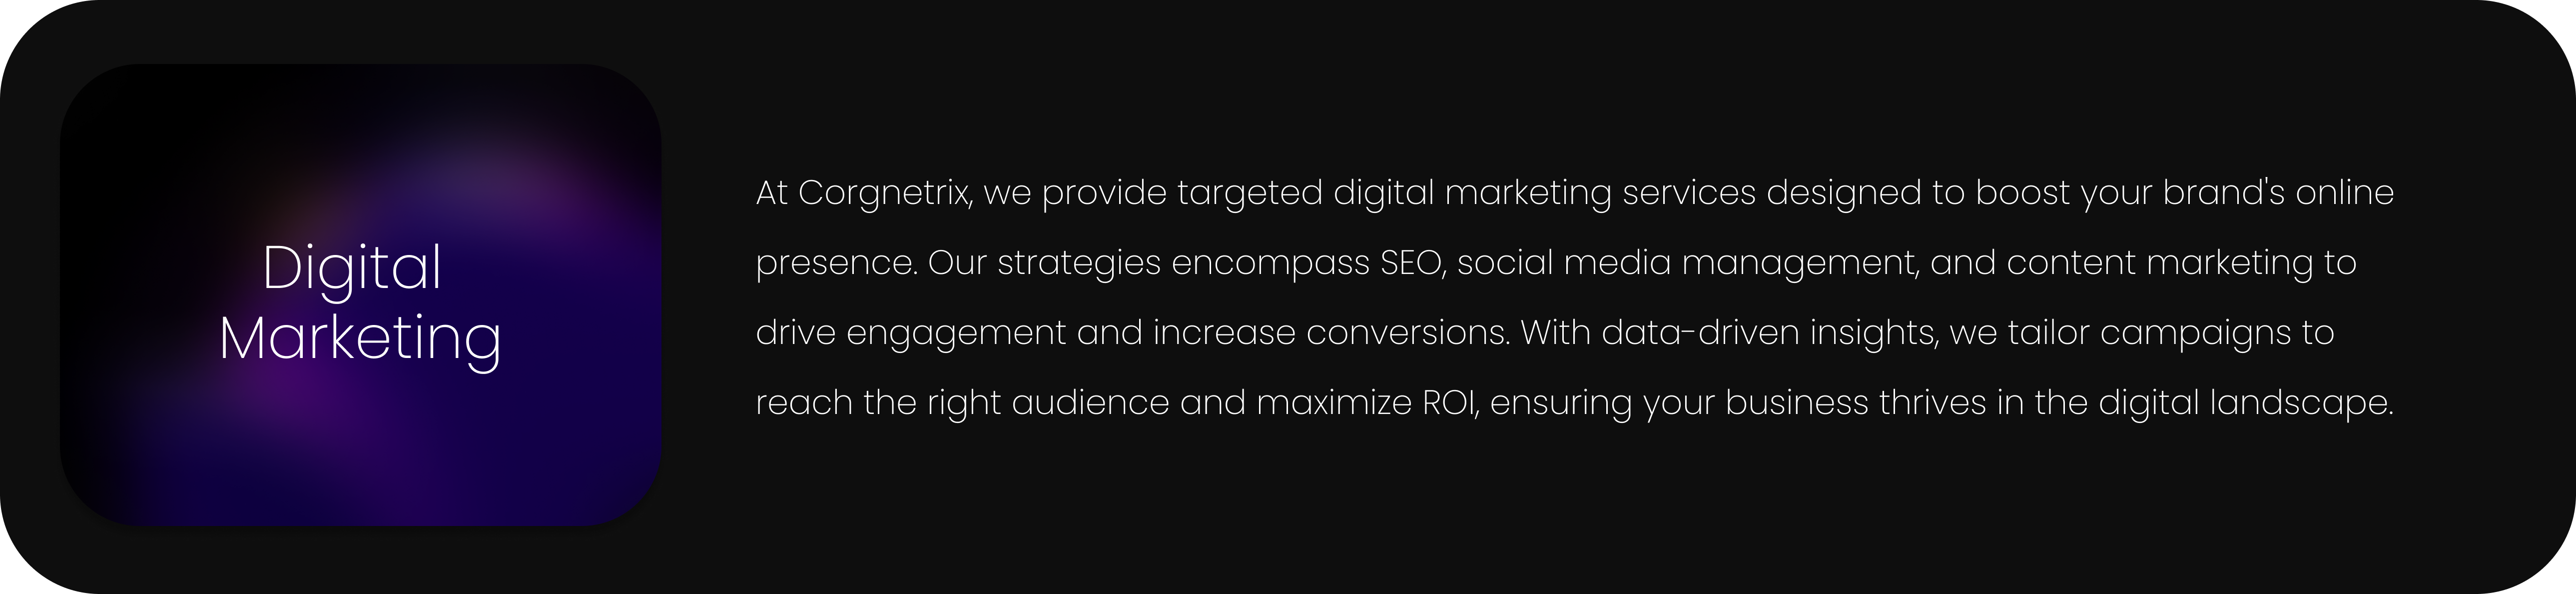 Digital
Marketing
At Corgnetrix, we provide targeted digital marketing services designed to boost your brand's online
presence. Our strategies encompass SEO, social media management, and content marketing to
drive engagement and increase conversions. With data-driven insights, we tailor campaigns to
reach the right audience and maximize ROI, ensuring your business thrives in the digital landscape.